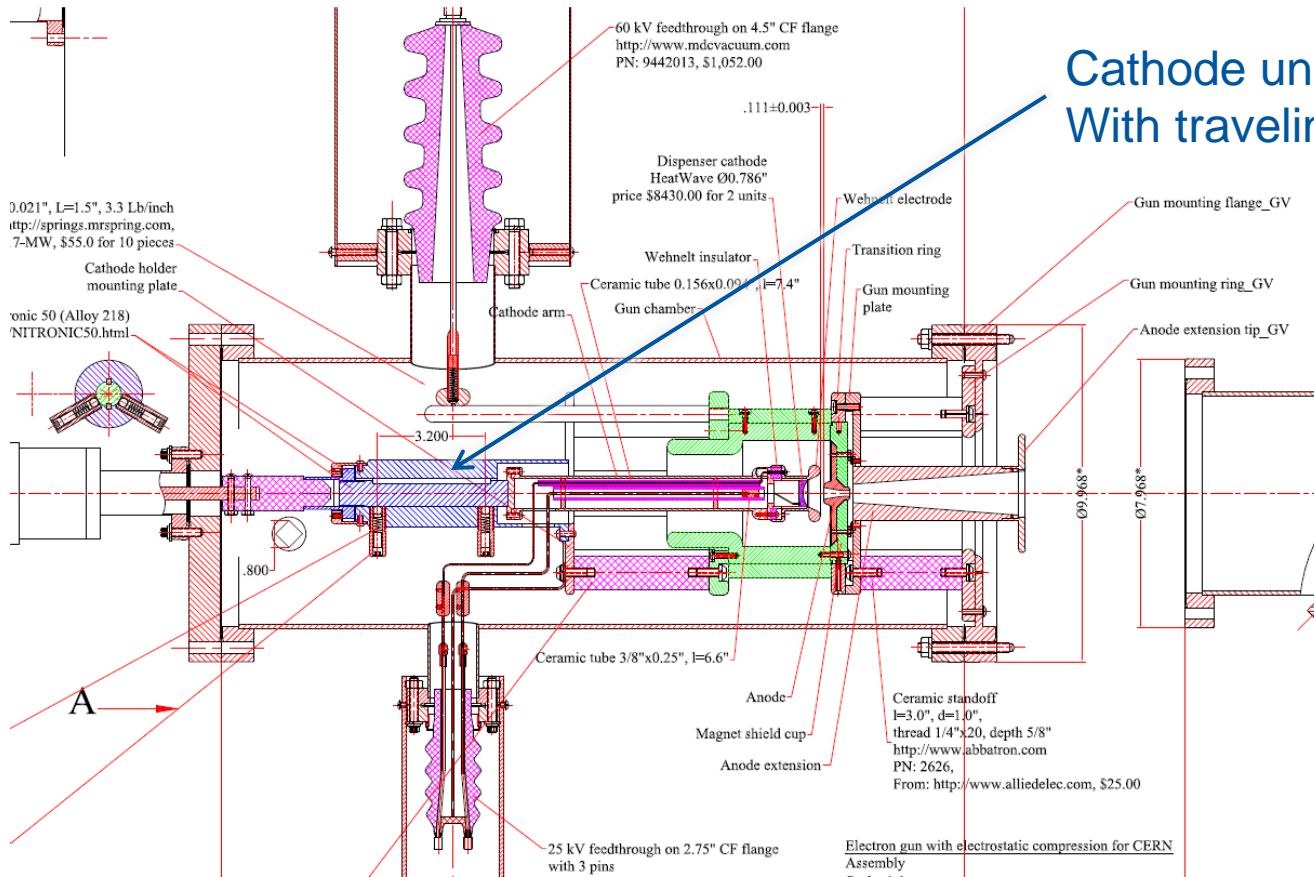 60 kV feedthrough on 4.5" CF flange
http://www.mdcvacuum.com
PN: 9442013, $1,052.00
Cathode un
With travelin
.111±0.003
Dispenser cathode
HeatWave Ø0.786"
price $8430.00 for 2 units
0.021", L=1.5", 3.3 Lb/inch
http://springs.mrspring.com,
7-MW, $55.0 for 10 pieces
Wehnelt electrode
Gun mounting flange_GV
Transition ring
Wehnelt insulator
Cathode holder
mounting plate
Ceramic tube 0.156x0.094", l=7.4"
Gun mounting
plate
Gun mounting ring_GV
Cathode arm
Gun chamber
ronic 50 (Alloy 218)
/NITRONIC50.html
Anode extension tip_GV
3.200
Ø9.968*
Ø7.968*
.800
Ceramic tube 3/8"x0.25", l=6.6"
A
Anode
Magnet shield cup
Anode extension
Ceramic standoff
l=3.0", d=1.0",
thread 1/4"x20, depth 5/8"
http://www.abbatron.com
PN: 2626,
From: http://www.alliedelec.com, $25.00
25 kV feedthrough on 2.75" CF flange
with 3 pins
Electron gun with electrostatic compression for CERN
Assembly